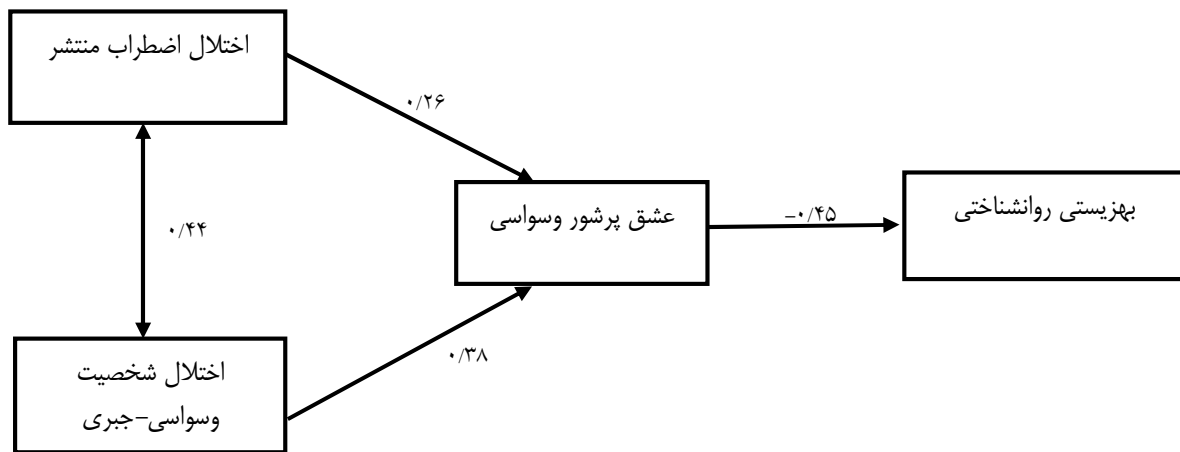 اختلال اضطراب منتشر
۰/۲۶
عشق پرشور وسواسی
-۰/۴۵
بهزیستی روانشناختی
۰/۴۴
۰/۳۸
اختلال شخصیت
وسواسی-جبری